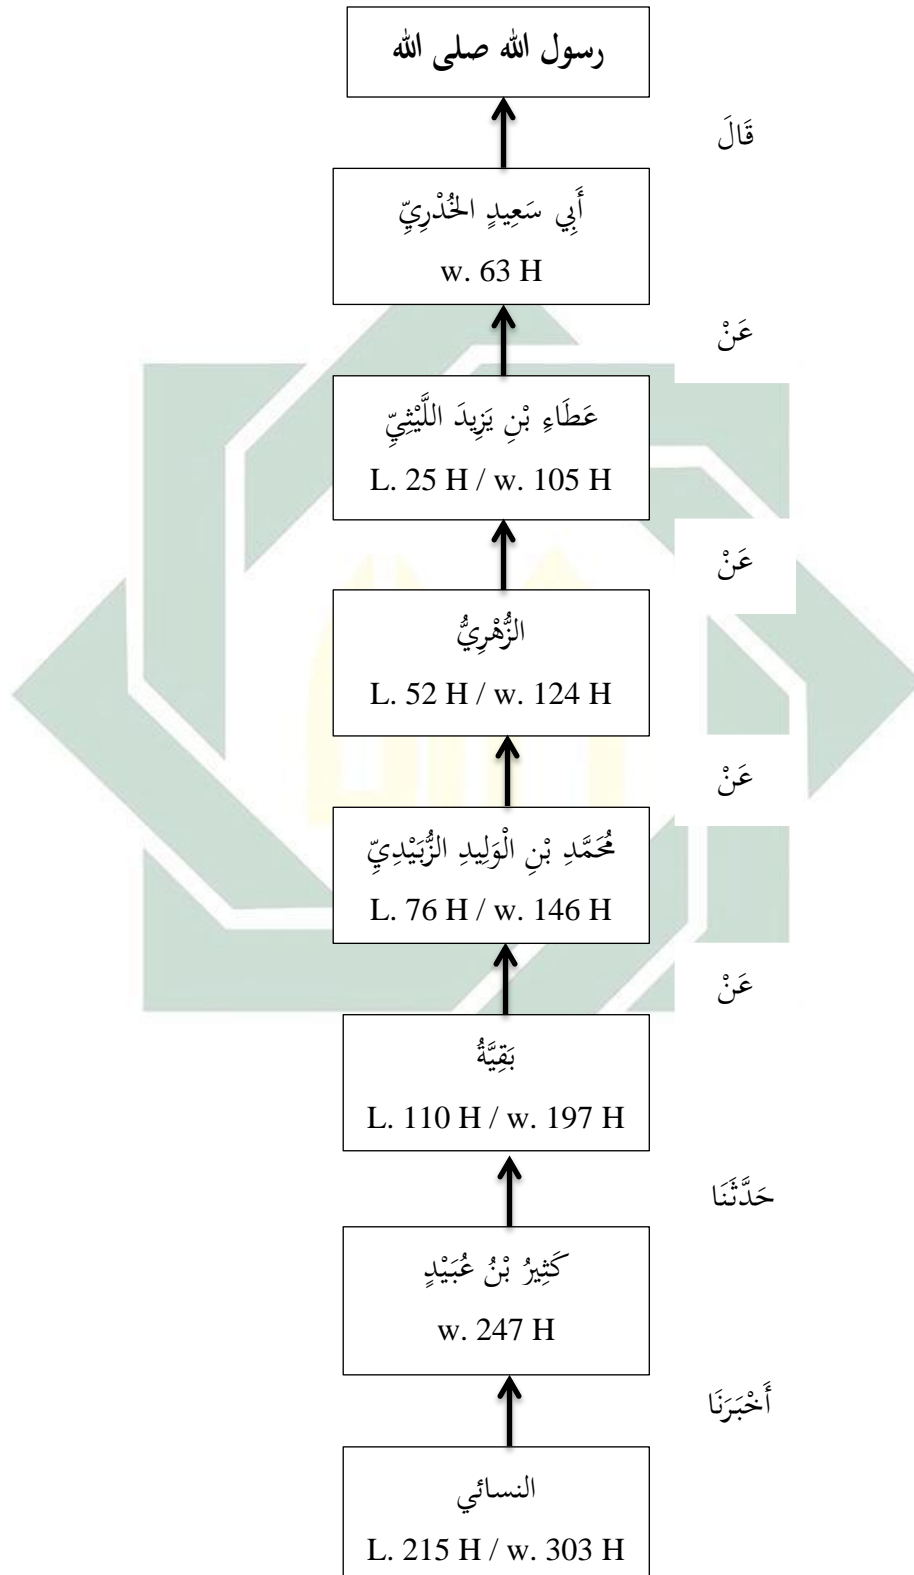 رسول الله صلى الله
قَالَ
أَبِي سَعِيدٍ الخُدْرِيِّ
w. 63 H
عَنْ
عَطَاءِ بْنِ يَزِيدَ اللَّيْثِيِّ
L. 25 H / w. 105 H
عَنْ
الزُّهْرِيُّ
L. 52 H / w. 124 H
عَنْ
مُحَمَّدِ بْنِ الْوَلِيدِ الزُّبَيْدِيِّ
L. 76 H / w. 146 H
عَنْ
بَقِيَّةُ
L. 110 H / w. 197 H
حَدَّثَنَا
كَثِيرُ بْنُ عُبَيْدٍ
w. 247 H
أَخْبَرَنَا
النسائي
L. 215 H / w. 303 H